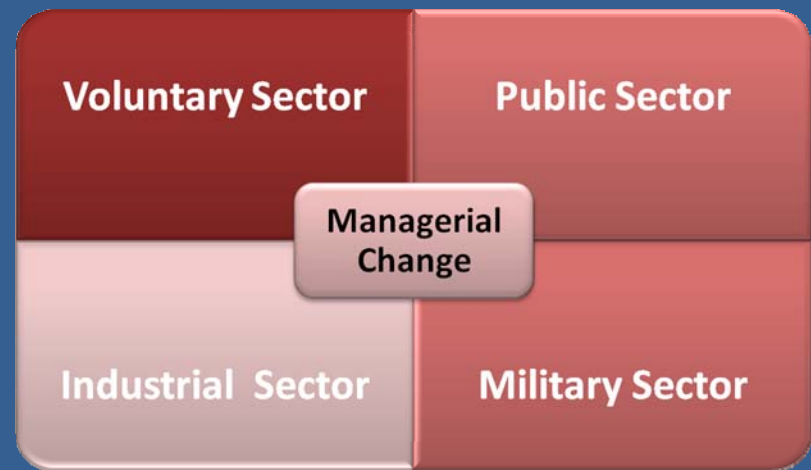 Voluntary Sector
Public Sector
Managerial
Change
Industrial  Sector
Military Sector